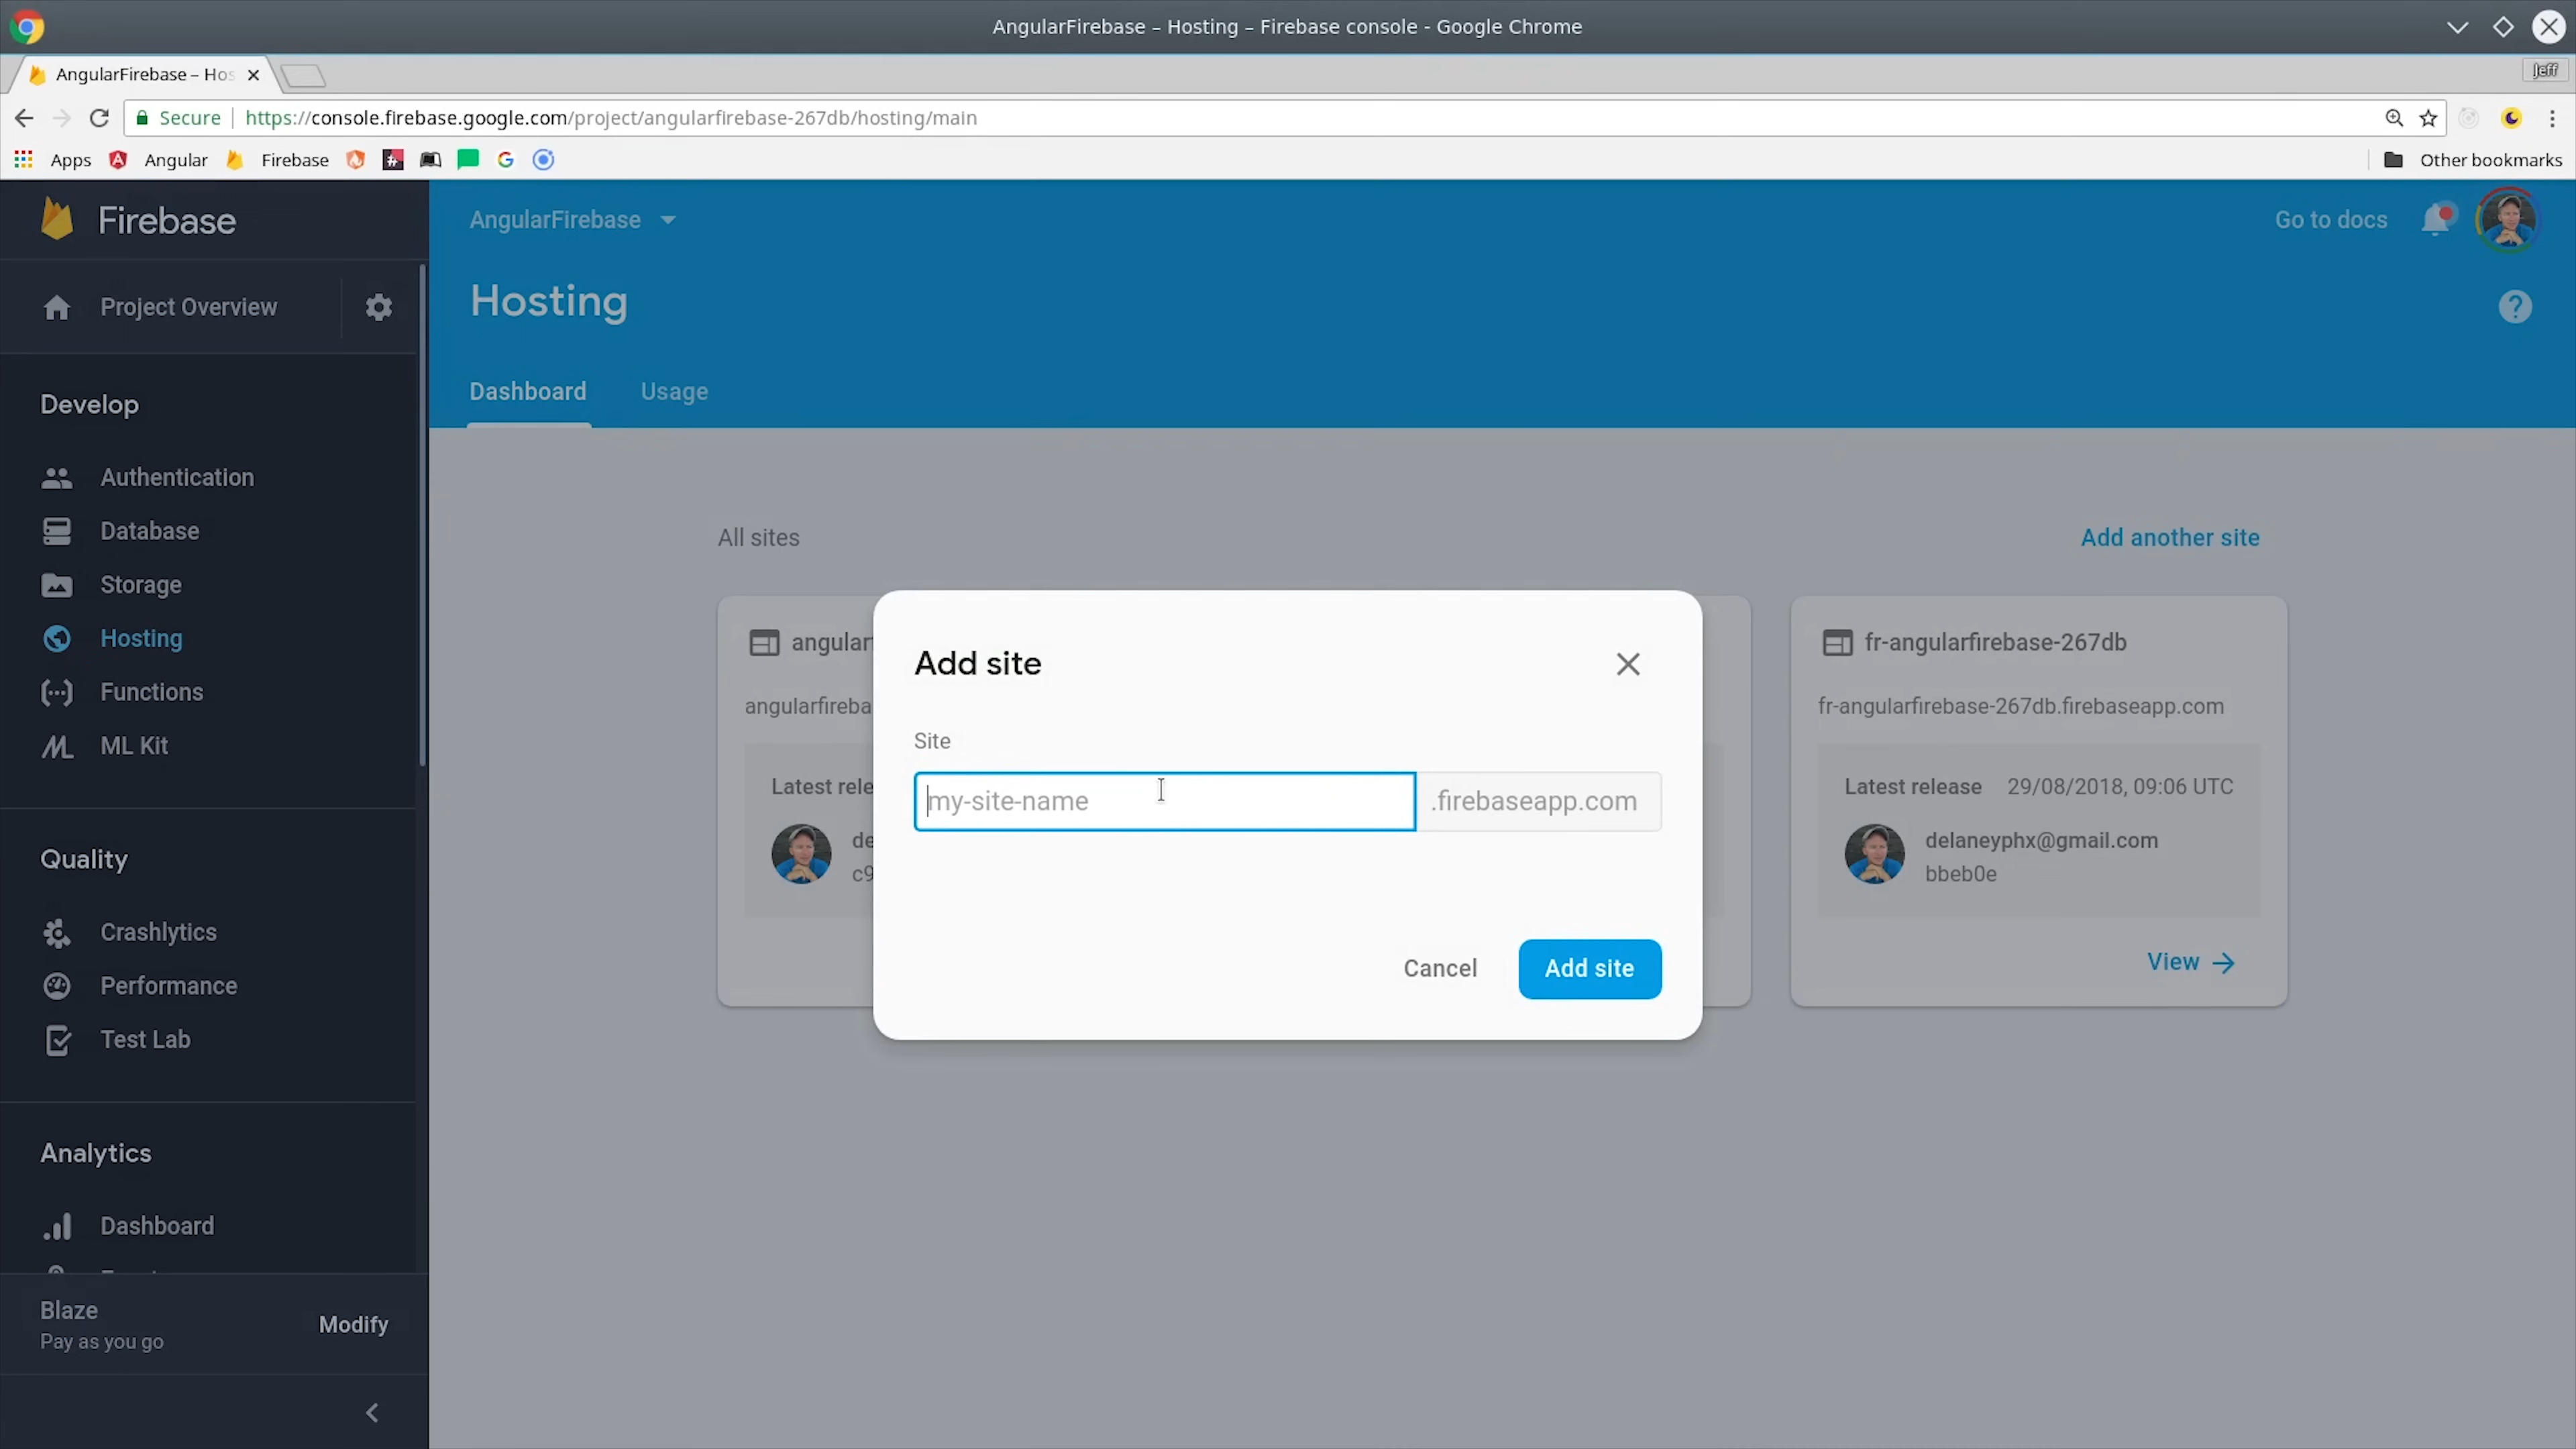 AngularFirebase – Hosting – Firebase console - Google Chrome
AngularFirebase – Hos
Jeff
Secure
https://console.firebase.google.com/project/angularfirebase-267db/hosting/main
Apps
Angular
Firebase
Other bookmarks
Firebase
AngularFirebase
Go to docs
Project Overview
Hosting
Dashboard
Usage
Develop
Authentication
Database
Storage
Hosting
Functions
ML Kit
Quality
Crashlytics
Performance
Test Lab
Analytics
Dashboard
Blaze
Pay as you go
Modify
All sites
Add another site
angular
angularfireba
Latest rele
de
c9
fr-angularfirebase-267db
fr-angularfirebase-267db.firebaseapp.com
Latest release 29/08/2018, 09:06 UTC
delaneyphx@gmail.com
bbeb0e
View
Add site
Site
my-site-name
.firebaseapp.com
Cancel
Add site